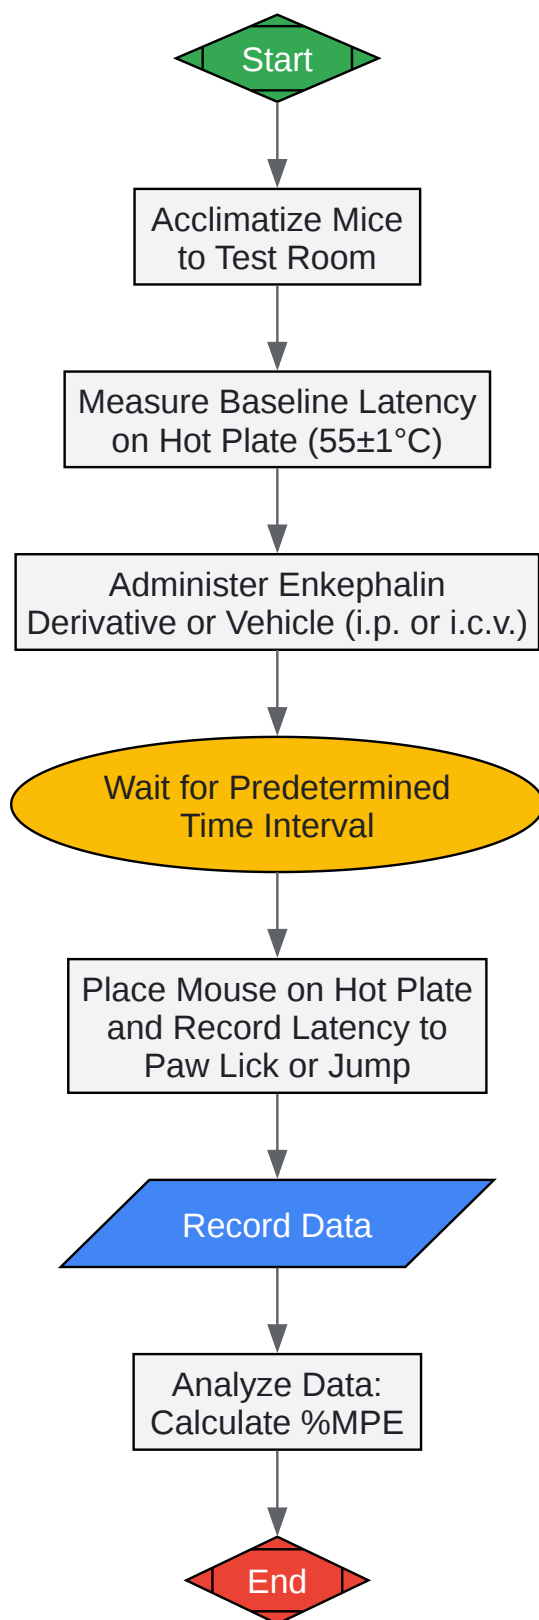 Start
Acclimatize Mice
to Test Room
Measure Baseline Latency
on Hot Plate (55±1°C)
Administer Enkephalin
Derivative or Vehicle (i.p. or i.c.v.)
Wait for Predetermined
Time Interval
Place Mouse on Hot Plate
and Record Latency to
Paw Lick or Jump
Record Data
Analyze Data:
Calculate %MPE
End